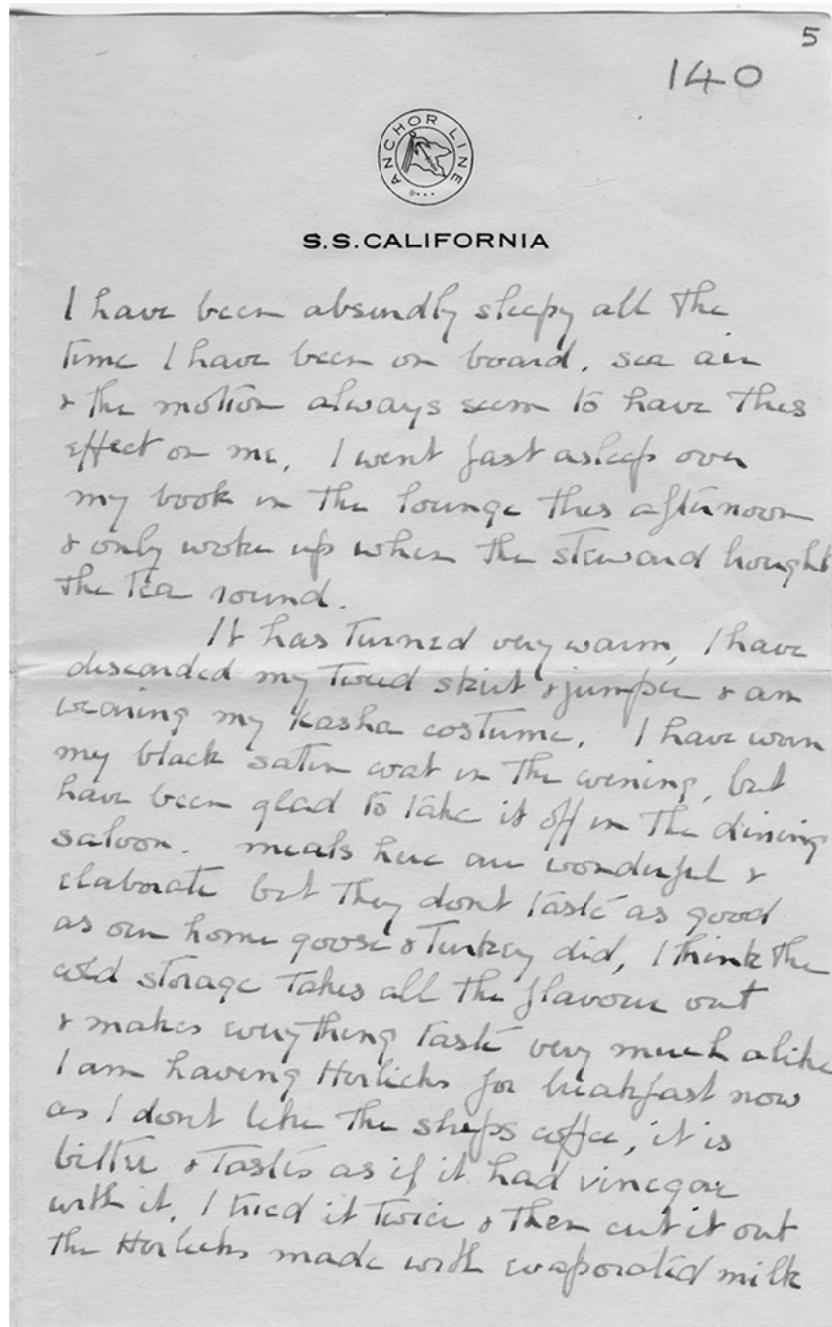 5
140
ANCHOR LINE
S.S. CALIFORNIA
I have been absurdly sleepy all the
time I have been on board. sea air
& the motion always seem to have this
effect on me. I went fast asleep over
my book in the lounge this afternoon
& only woke up when the steward bought
the tea round.
It has turned very warm, I have
discarded my tweed skirt & jumper & am
wearing my Kasha costume. I have worn
my black satin coat in the evening, but
have been glad to take it off in the dining
saloon. meals here are wonderful &
elaborate but they dont taste as good
as our home goose & Turkey did, I think the
cold storage takes all the flavour out
& makes everything taste very much alike
I am having Horlicks for breakfast now
as I dont like the ships coffee, it is
bitter & tastes as if it had vinegar
with it, I tried it twice & then cut it out
the Horlicks made with evaporated milk